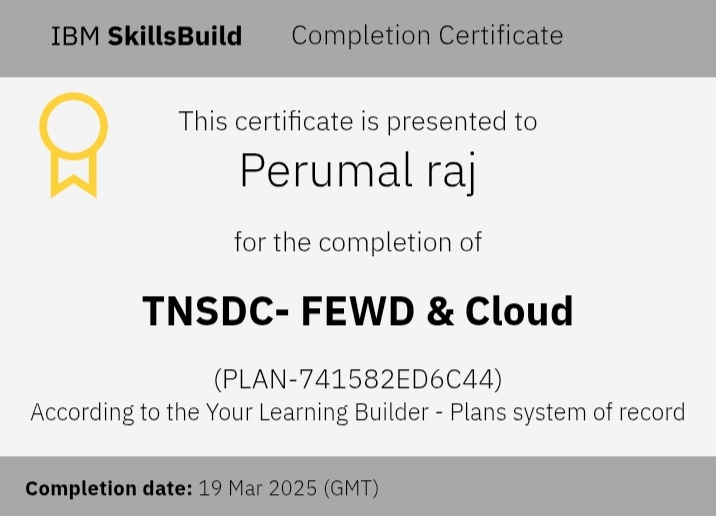 IBM SkillsBuild Completion Certificate
This certificate is presented to
Perumal raj
for the completion of
TNSDC- FEWD & Cloud
(PLAN-741582ED6C44)
According to the Your Learning Builder - Plans system of record
Completion date: 19 Mar 2025 (GMT)